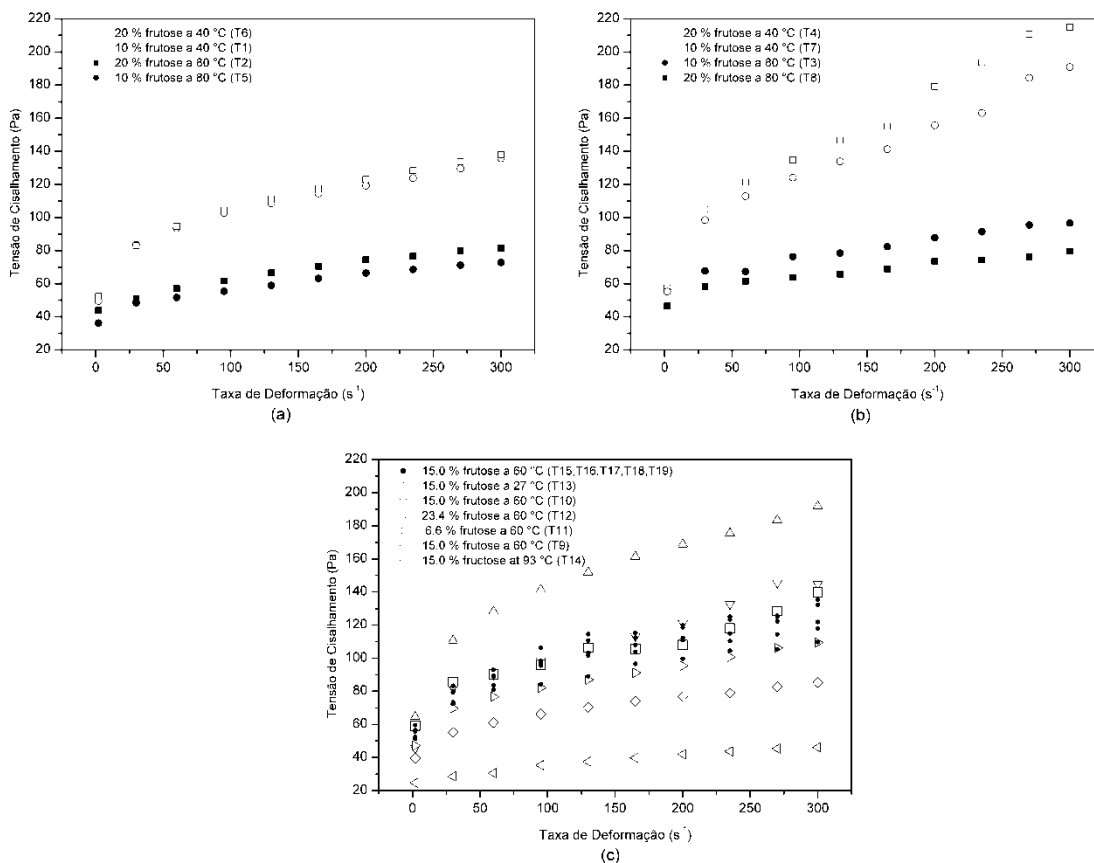 20 % frutose a 40 °C (T6)
10 % frutose a 40 °C (T1)
20 % frutose a 80 °C (T2)
10 % frutose a 80 °C (T5)
Tensão de Cisalhamento (Pa)
220
200
180
160
140
120
100
80
60
40
20
0
50
100
150
200
250
300
Taxa de Deformação (s-1)
(a)
20 % frutose a 40 °C (T4)
10 % frutose a 40 °C (T7)
10 % frutose a 80 °C (T3)
20 % frutose a 80 °C (T8)
Tensão de Cisalhamento (Pa)
220
200
180
160
140
120
100
80
60
40
20
0
50
100
150
200
250
300
Taxa de Deformação (s-1)
(b)
15.0 % frutose a 60 °C (T15,T16,T17,T18,T19)
15.0 % frutose a 27 °C (T13)
15.0 % frutose a 60 °C (T10)
23.4 % frutose a 60 °C (T12)
6.6 % frutose a 60 °C (T11)
15.0 % frutose a 60 °C (T9)
15.0 % fructose at 93 °C (T14)
Tensão de Cisalhamento (Pa)
220
200
180
160
140
120
100
80
60
40
20
0
50
100
150
200
250
300
Taxa de Deformação (s-1)
(c)